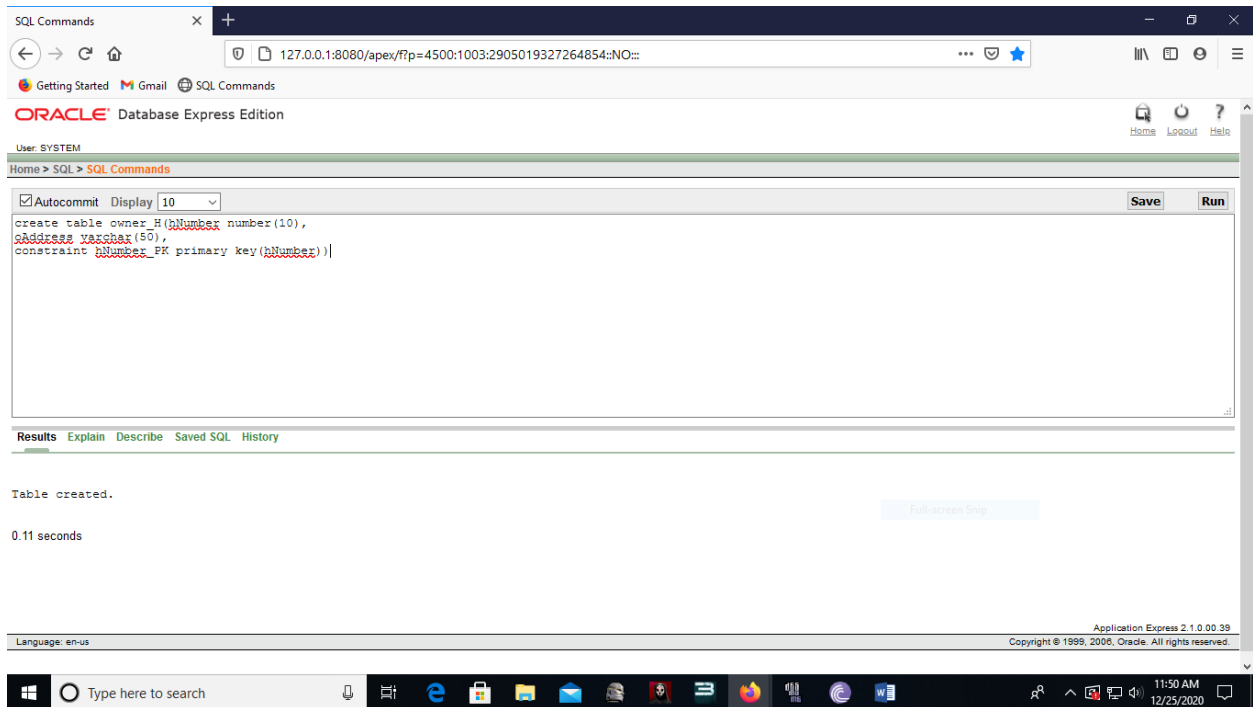 SQL Commands
127.0.0.1:8080/apex/f?p=4500:1003:2905019327264854::NO:::
Getting Started Gmail SQL Commands
ORACLE Database Express Edition
Home Logout Help
User: SYSTEM
Home > SQL > SQL Commands
Autocommit Display 10 Save Run
create table owner_H(hNumber number(10),
oAddress varchar(50),
constraint hNumber_PK primary key(hNumber))
Results Explain Describe Saved SQL History
Table created.
Full-screen Snip
0.11 seconds
Application Express 2.1.0.00.39
Language: en-us Copyright © 1999, 2006, Oracle. All rights reserved.
Type here to search
11:50 AM
12/25/2020